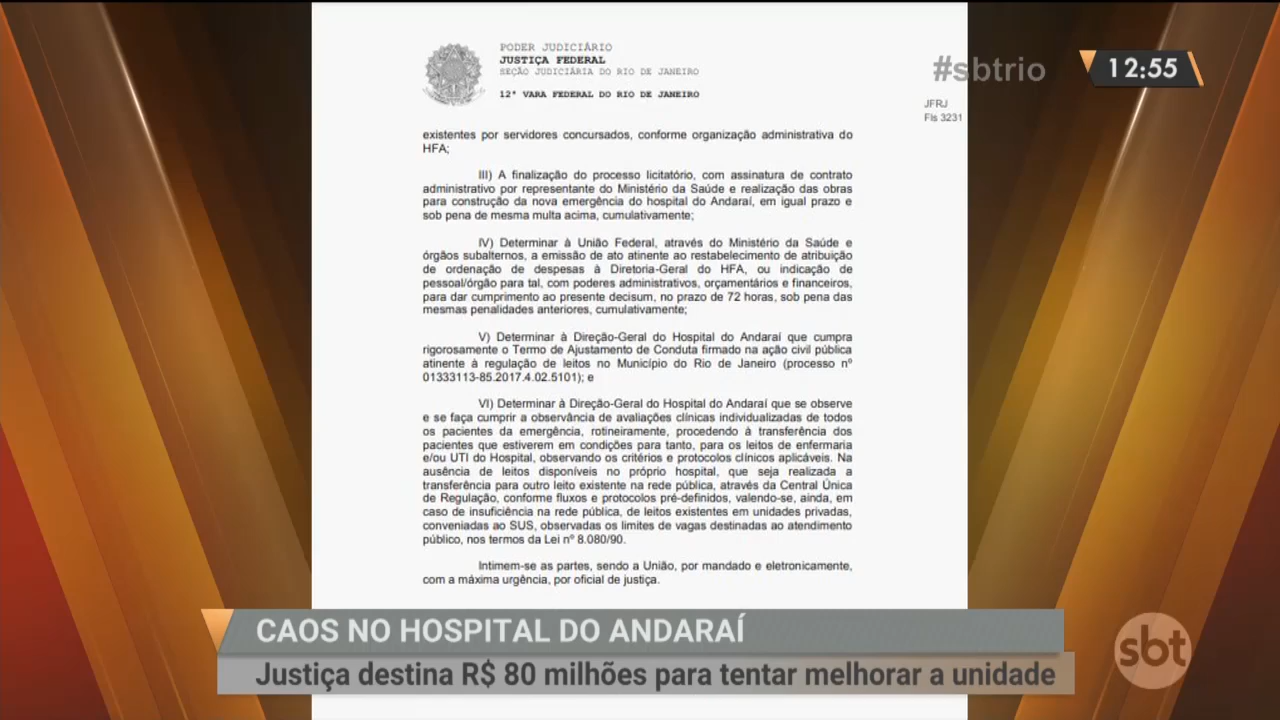 PODER JUDICIÁRIO
JUSTIÇA FEDERAL
SEÇÃO JUDICIÁRIA DO RIO DE JANEIRO
12ª VARA FEDERAL DO RIO DE JANEIRO
#sbtrio
12:55
JFRJ
Fls 3231
existentes por servidores concursados, conforme organização administrativa do
HFA;
III) A finalização do processo licitatório, com assinatura de contrato
administrativo por representante do Ministério da Saúde e realização das obras
para construção da nova emergência do hospital do Andaraí, em igual prazo e
sob pena de mesma multa acima, cumulativamente;
IV) Determinar à União Federal, através do Ministério da Saúde e
órgãos subalternos, a emissão de ato atinente ao restabelecimento de atribuição
de ordenação de despesas à Diretoria-Geral do HFA, ou indicação de
pessoal/órgão para tal, com poderes administrativos, orçamentários e financeiros,
para dar cumprimento ao presente decisum, no prazo de 72 horas, sob pena das
mesmas penalidades anteriores, cumulativamente;
V) Determinar à Direção-Geral do Hospital do Andaraí que cumpra
rigorosamente o Termo de Ajustamento de Conduta firmado na ação civil pública
atinente à regulação de leitos no Município do Rio de Janeiro (processo nº
01333113-85.2017.4.02.5101); e
VI) Determinar à Direção-Geral do Hospital do Andaraí que se observe
e se faça cumprir a observância de avaliações clínicas individualizadas de todos
os pacientes da emergência, rotineiramente, procedendo à transferência dos
pacientes que estiverem em condições para tanto, para os leitos de enfermaria
e/ou UTI do Hospital, observando os critérios e protocolos clínicos aplicáveis. Na
ausência de leitos disponíveis no próprio hospital, que seja realizada a
transferência para outro leito existente na rede pública, através da Central Única
de Regulação, conforme fluxos e protocolos pré-definidos, valendo-se, ainda, em
caso de insuficiência na rede pública, de leitos existentes em unidades privadas,
conveniadas ao SUS, observadas os limites de vagas destinadas ao atendimento
público, nos termos da Lei nº 8.080/90.
Intimem-se as partes, sendo a União, por mandado e eletronicamente,
com a máxima urgência, por oficial de justiça.
CAOS NO HOSPITAL DO ANDARAÍ
Justiça destina R$ 80 milhões para tentar melhorar a unidade
sbt